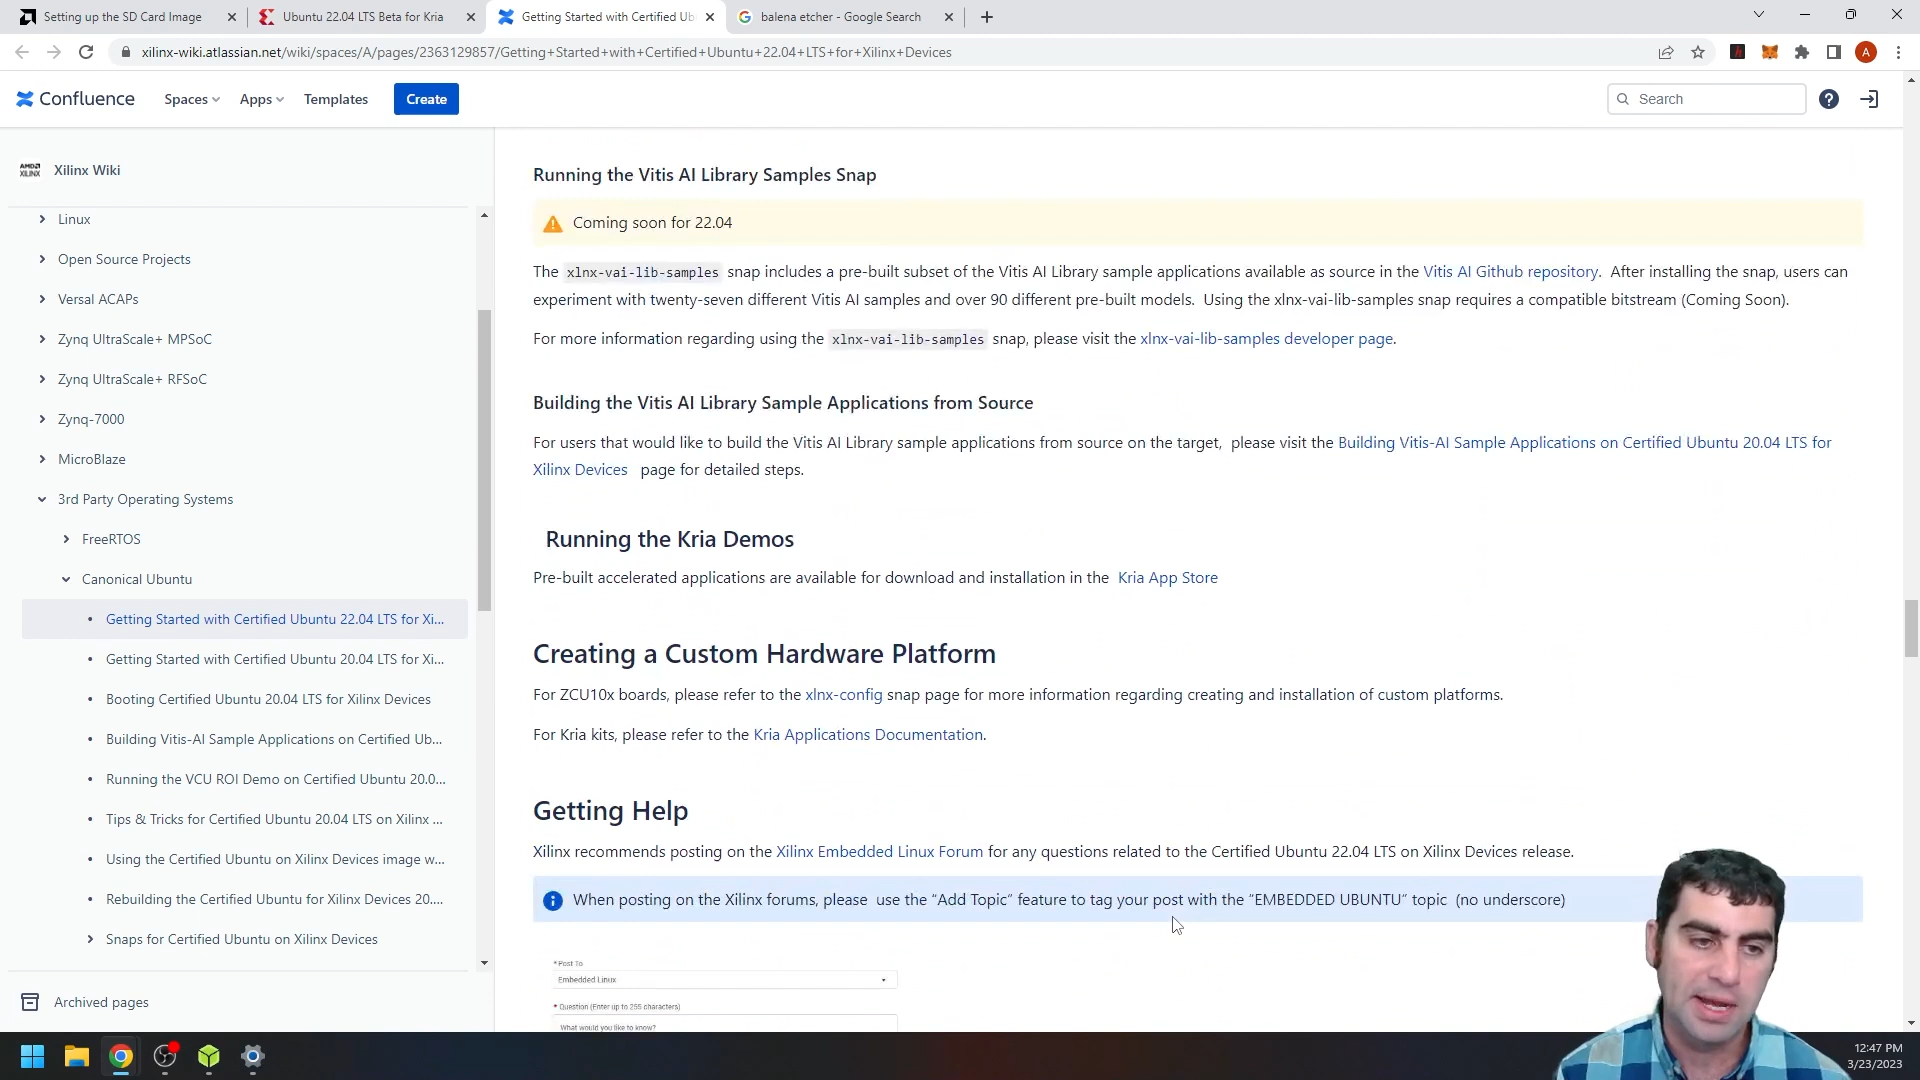 Setting up the SD Card Image
Ubuntu 22.04 LTS Beta for Kria
Getting Started with Certified Ub
balena etcher - Google Search
xilinx-wiki.atlassian.net/wiki/spaces/A/pages/2363129857/Getting+Started+with+Certified+Ubuntu+22.04+LTS+for+Xilinx+Devices
A
Confluence
Spaces
Apps
Templates
Create
Search
AMD XILINX
Xilinx Wiki
Linux
Open Source Projects
Versal ACAPs
Zynq UltraScale+ MPSoC
Zynq UltraScale+ RFSoC
Zynq-7000
MicroBlaze
3rd Party Operating Systems
FreeRTOS
Canonical Ubuntu
Getting Started with Certified Ubuntu 22.04 LTS for Xi...
Getting Started with Certified Ubuntu 20.04 LTS for Xi...
Booting Certified Ubuntu 20.04 LTS for Xilinx Devices
Building Vitis-AI Sample Applications on Certified Ub...
Running the VCU ROI Demo on Certified Ubuntu 20.0...
Tips & Tricks for Certified Ubuntu 20.04 LTS on Xilinx ...
Using the Certified Ubuntu on Xilinx Devices image w...
Rebuilding the Certified Ubuntu for Xilinx Devices 20....
Snaps for Certified Ubuntu on Xilinx Devices
Archived pages
Running the Vitis AI Library Samples Snap
Coming soon for 22.04
The xlnx-vai-lib-samples snap includes a pre-built subset of the Vitis AI Library sample applications available as source in the Vitis AI Github repository. After installing the snap, users can
experiment with twenty-seven different Vitis AI samples and over 90 different pre-built models. Using the xlnx-vai-lib-samples snap requires a compatible bitstream (Coming Soon).
For more information regarding using the xlnx-vai-lib-samples snap, please visit the xlnx-vai-lib-samples developer page.
Building the Vitis AI Library Sample Applications from Source
For users that would like to build the Vitis AI Library sample applications from source on the target, please visit the Building Vitis-AI Sample Applications on Certified Ubuntu 20.04 LTS for
Xilinx Devices page for detailed steps.
Running the Kria Demos
Pre-built accelerated applications are available for download and installation in the Kria App Store
Creating a Custom Hardware Platform
For ZCU10x boards, please refer to the xlnx-config snap page for more information regarding creating and installation of custom platforms.
For Kria kits, please refer to the Kria Applications Documentation.
Getting Help
Xilinx recommends posting on the Xilinx Embedded Linux Forum for any questions related to the Certified Ubuntu 22.04 LTS on Xilinx Devices release.
When posting on the Xilinx forums, please use the "Add Topic" feature to tag your post with the "EMBEDDED UBUNTU" topic (no underscore)
*Post To
Embedded Linux
* Question (Enter up to 255 characters)
What would you like to know?
12:47 PM
3/23/2023